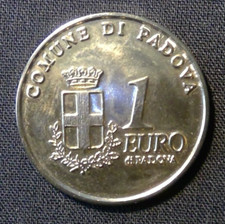 COMUNE DI PADOVA
1
EURO
di PADOVA